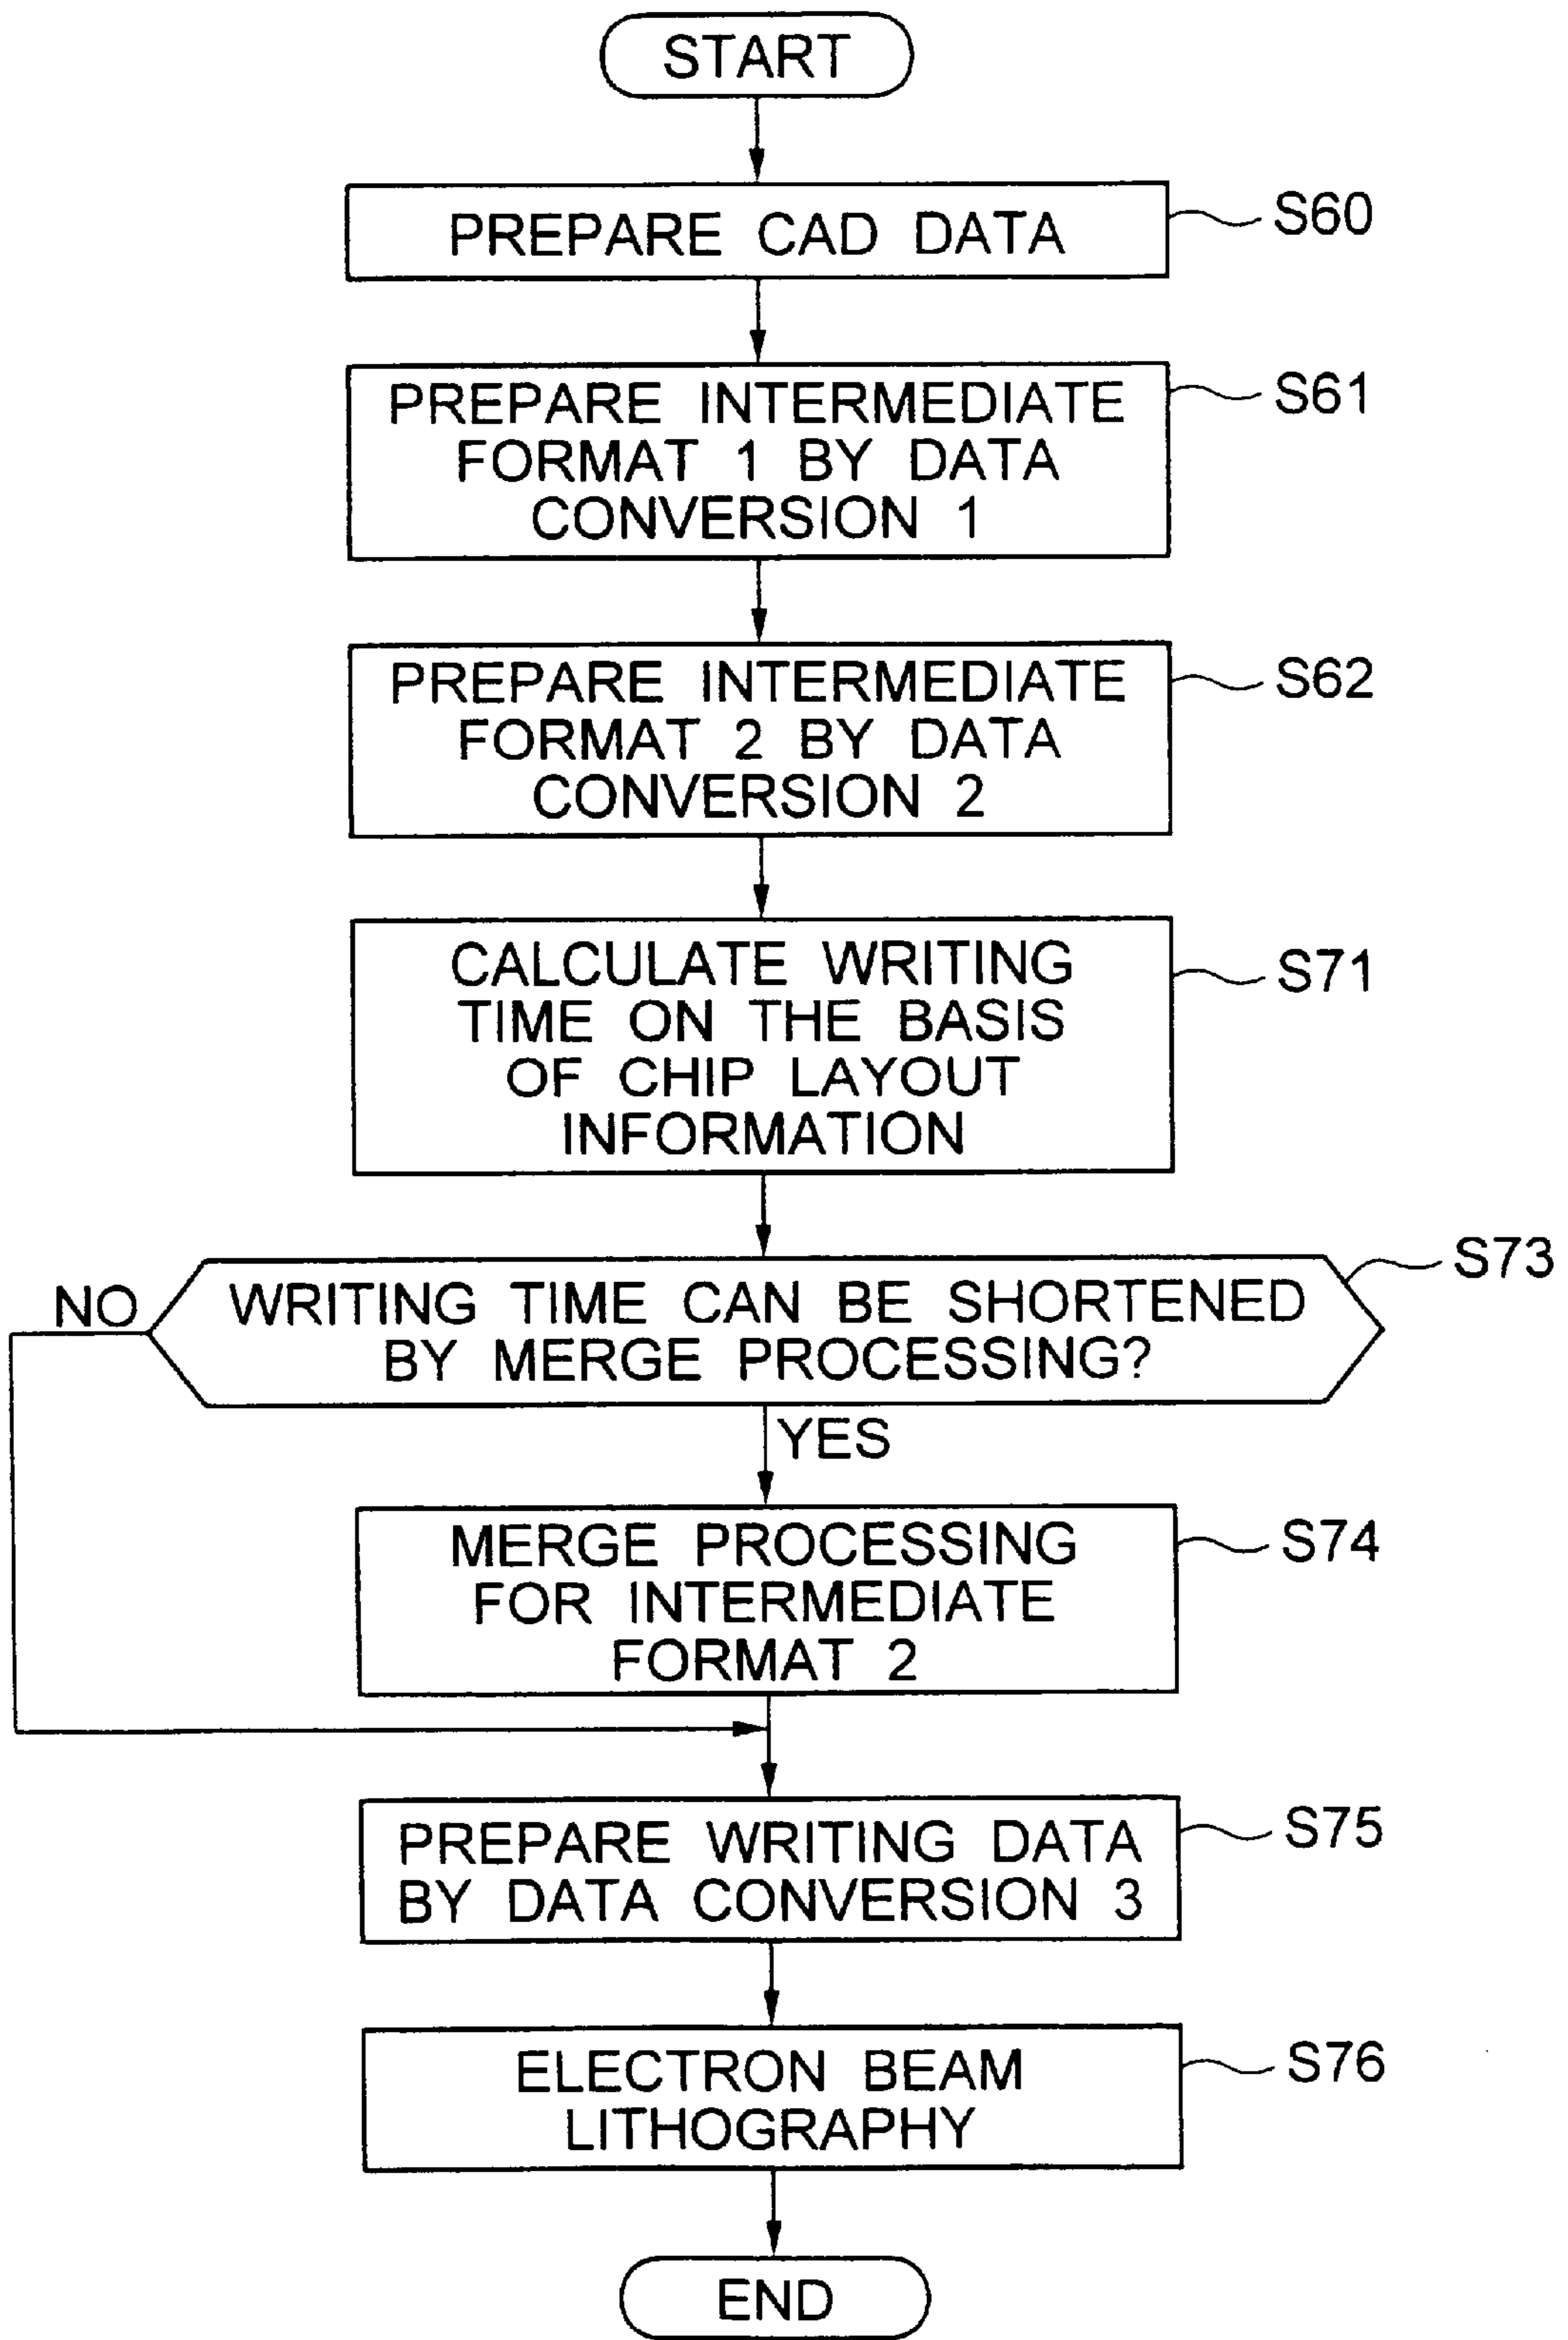 START
PREPARE CAD DATA
S60
PREPARE INTERMEDIATE
FORMAT 1 BY DATA
CONVERSION 1
S61
PREPARE INTERMEDIATE
FORMAT 2 BY DATA
CONVERSION 2
S62
CALCULATE WRITING
TIME ON THE BASIS
OF CHIP LAYOUT
INFORMATION
S71
NO
WRITING TIME CAN BE SHORTENED
BY MERGE PROCESSING?
S73
YES
MERGE PROCESSING
FOR INTERMEDIATE
FORMAT 2
S74
PREPARE WRITING DATA
BY DATA CONVERSION 3
S75
ELECTRON BEAM
LITHOGRAPHY
S76
END